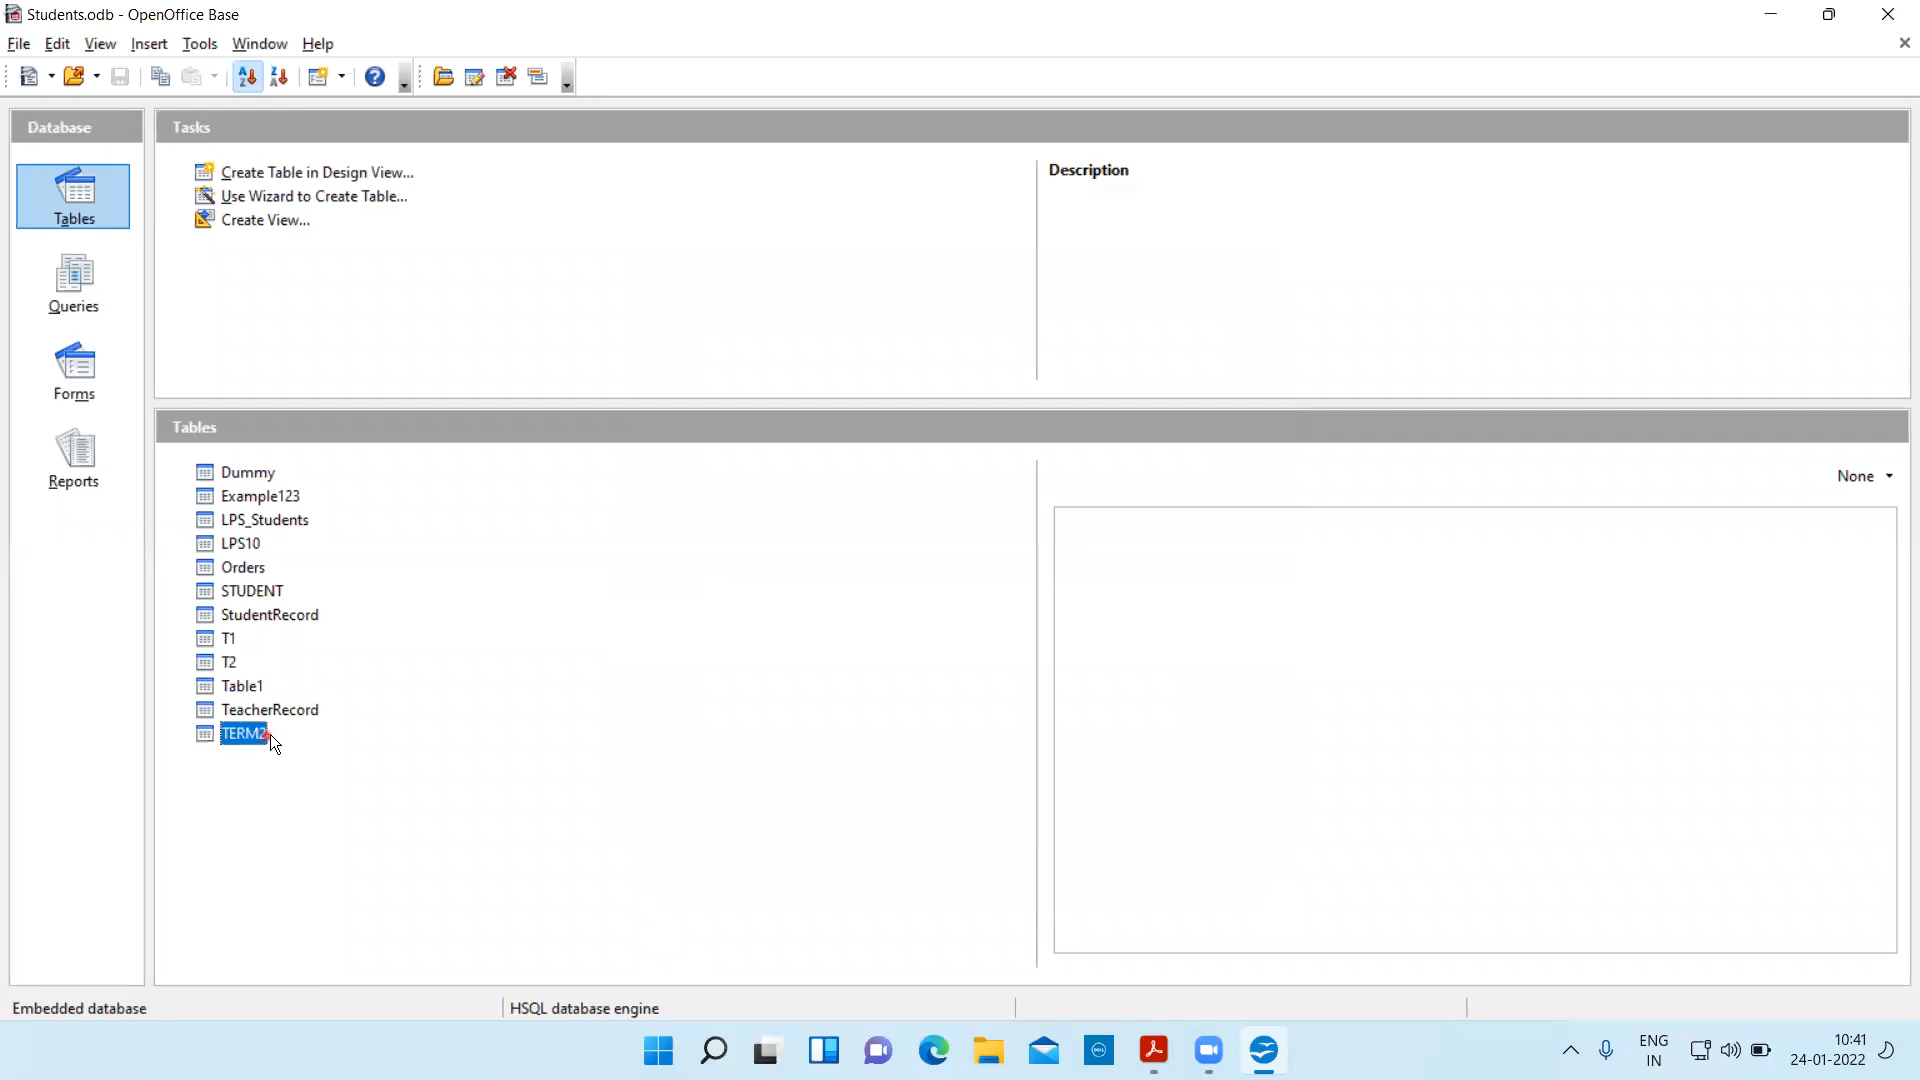 Students.odb - OpenOffice Base
File Edit View Insert Tools Window Help
Database
Tasks
Tables
Queries
Forms
Reports
Create Table in Design View...
Use Wizard to Create Table...
Create View...
Description
Tables
Dummy
Example123
LPS_Students
LPS10
Orders
STUDENT
StudentRecord
T1
T2
Table1
TeacherRecord
TERM2
None
Embedded database
HSQL database engine
ENG
IN
10:41
24-01-2022